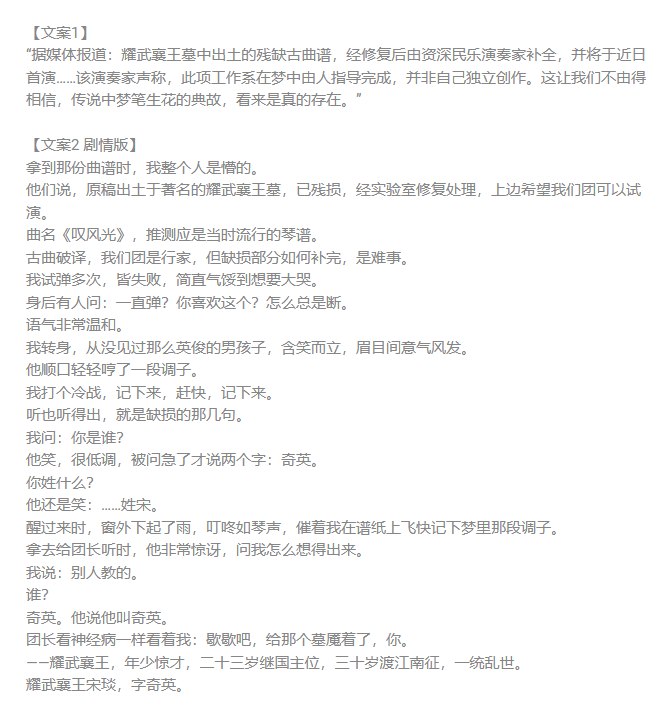 【文案1】
“据媒体报道：耀武襄王墓中出土的残缺古曲谱，经修复后由资深民乐演奏家补全，并将于近日
首演……该演奏家声称，此项工作系在梦中由人指导完成，并非自己独立创作。这让我们不由得
相信，传说中梦笔生花的典故，看来是真的存在。”
【文案2 剧情版】
拿到那份曲谱时，我整个人是懵的。
他们说，原稿出土于著名的耀武襄王墓，已残损，经实验室修复处理，上边希望我们团可以试
演。
曲名《叹风光》，推测应是当时流行的琴谱。
古曲破译，我们团是行家，但缺损部分如何补完，是难事。
我试弹多次，皆失败，简直气馁到想要大哭。
身后有人问：一直弹？你喜欢这个？怎么总是断。
语气非常温和。
我转身，从没见过那么英俊的男孩子，含笑而立，眉目间意气风发。
他顺口轻轻哼了一段调子。
我打个冷战，记下来，赶快，记下来。
听也听得出，就是缺损的那几句。
我问：你是谁？
他笑，很低调，被问急了才说两个字：奇英。
你姓什么？
他还是笑：……姓宋。
醒过来时，窗外下起了雨，叮咚如琴声，催着我在谱纸上飞快记下梦里那段调子。
拿去给团长听时，他非常惊讶，问我怎么想得出来。
我说：别人教的。
谁？
奇英。他说他叫奇英。
团长看神经病一样看着我：歇歇吧，给那个墓魇着了，你。
——耀武襄王，年少惊才，二十三岁继国主位，三十岁渡江南征，一统乱世。
耀武襄王宋琰，字奇英。